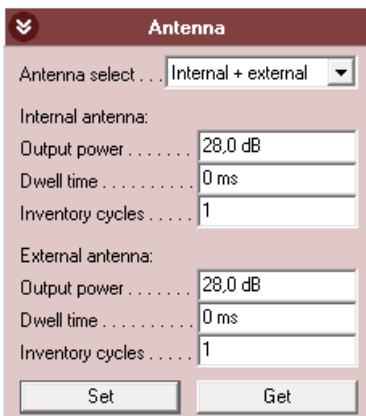 Antenna
Antenna select . . . Internal + external
Internal antenna:
Output power . . . . . . . 28,0 dB
Dwell time . . . . . . . . . . 0 ms
Inventory cycles . . . . . 1
External antenna:
Output power . . . . . . . 28,0 dB
Dwell time . . . . . . . . . . 0 ms
Inventory cycles . . . . . 1
Set Get